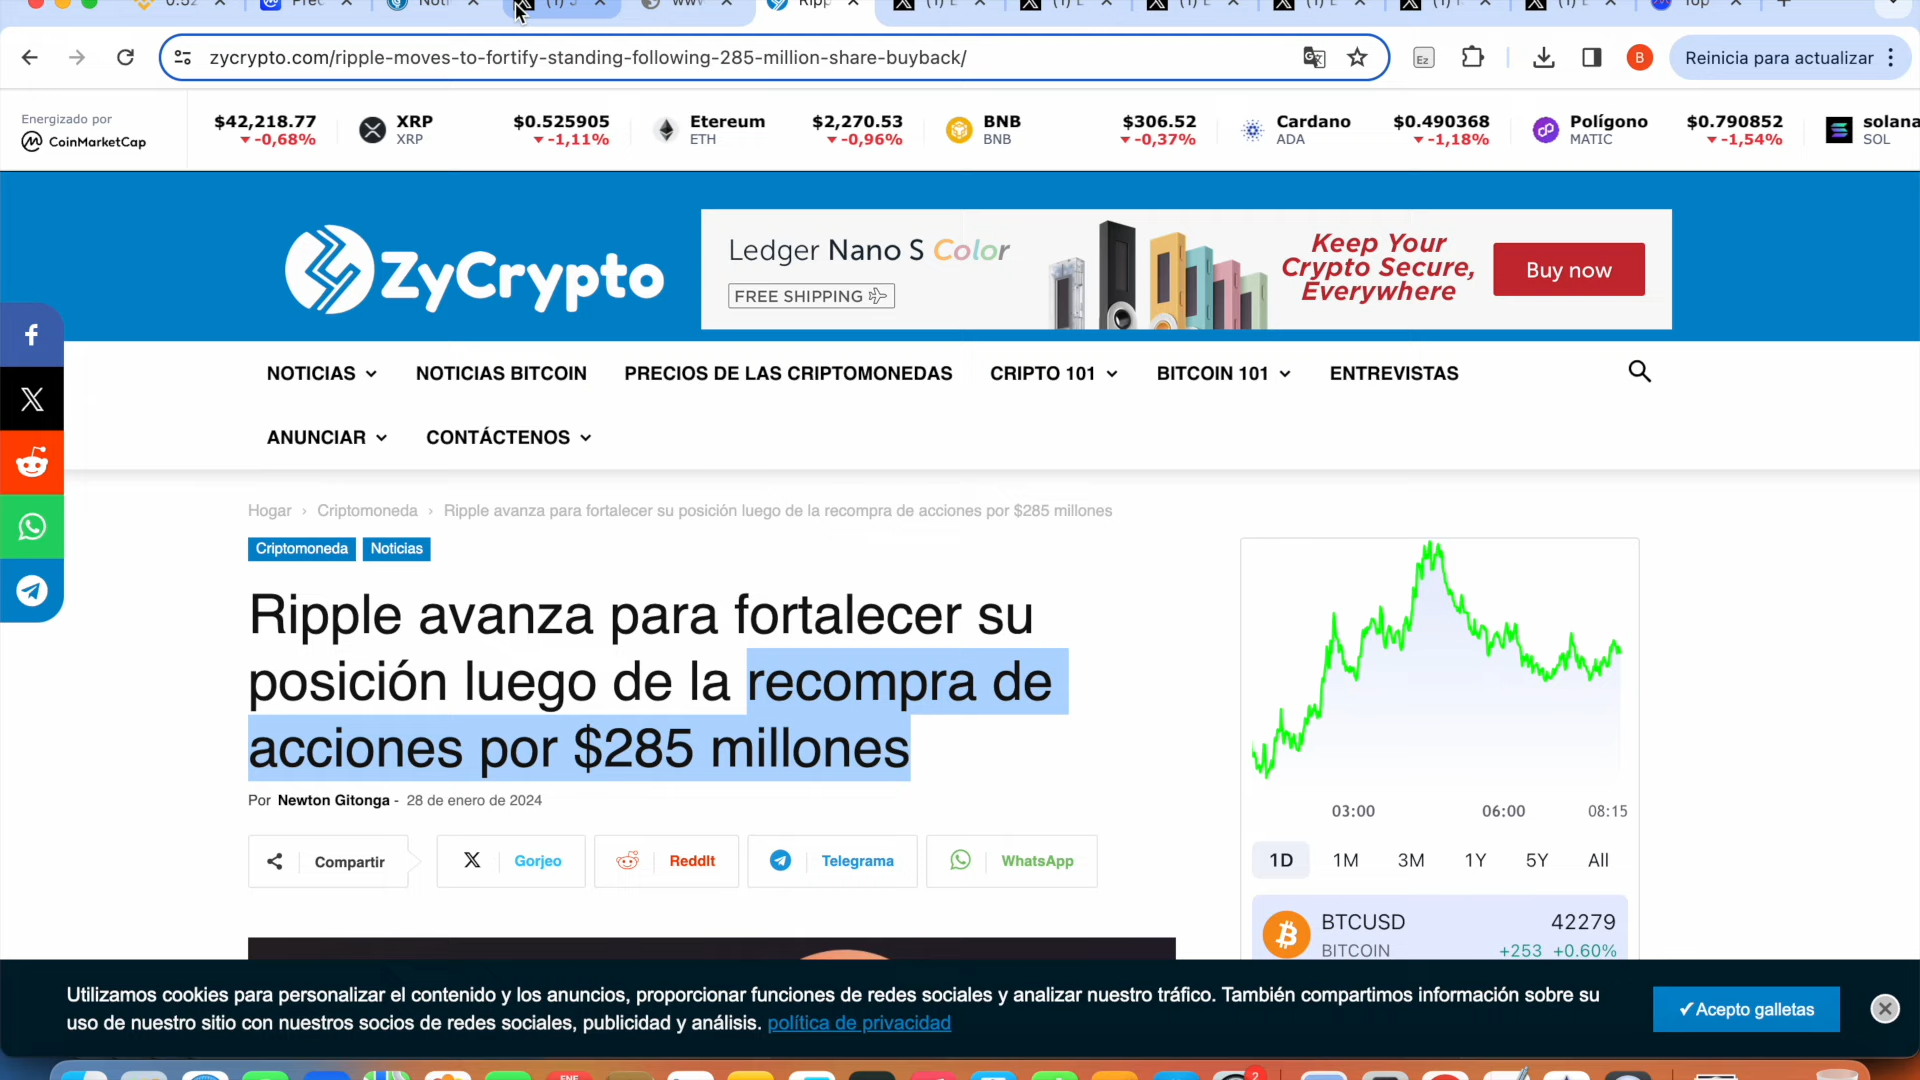 zycrypto.com/ripple-moves-to-fortify-standing-following-285-million-share-buyback/
Ez
B
Reinicia para actualizar
Energizado por
CoinMarketCap
$42,218.77
-0,68%
XRP
XRP
$0.525905
-1,11%
Etereum
ETH
$2,270.53
-0,96%
BNB
BNB
$306.52
-0,37%
Cardano
ADA
$0.490368
-1,18%
Polígono
MATIC
$0.790852
-1,54%
solana
SOL
ZyCrypto
Ledger Nano S Color
FREE SHIPPING
Keep Your
Crypto Secure,
Everywhere
Buy now
NOTICIAS
NOTICIAS BITCOIN
PRECIOS DE LAS CRIPTOMONEDAS
CRIPTO 101
BITCOIN 101
ENTREVISTAS
ANUNCIAR
CONTÁCTENOS
Hogar › Criptomoneda › Ripple avanza para fortalecer su posición luego de la recompra de acciones por $285 millones
Criptomoneda
Noticias
Ripple avanza para fortalecer su
posición luego de la recompra de
acciones por $285 millones
Por Newton Gitonga - 28 de enero de 2024
Compartir
Gorjeo
ReddIt
Telegrama
WhatsApp
03:00
06:00
08:15
1D
1M
3M
1Y
5Y
All
BTCUSD
42279
BITCOIN
+253 +0.60%
Utilizamos cookies para personalizar el contenido y los anuncios, proporcionar funciones de redes sociales y analizar nuestro tráfico. También compartimos información sobre su
uso de nuestro sitio con nuestros socios de redes sociales, publicidad y análisis. política de privacidad
✓Acepto galletas
ENE
2